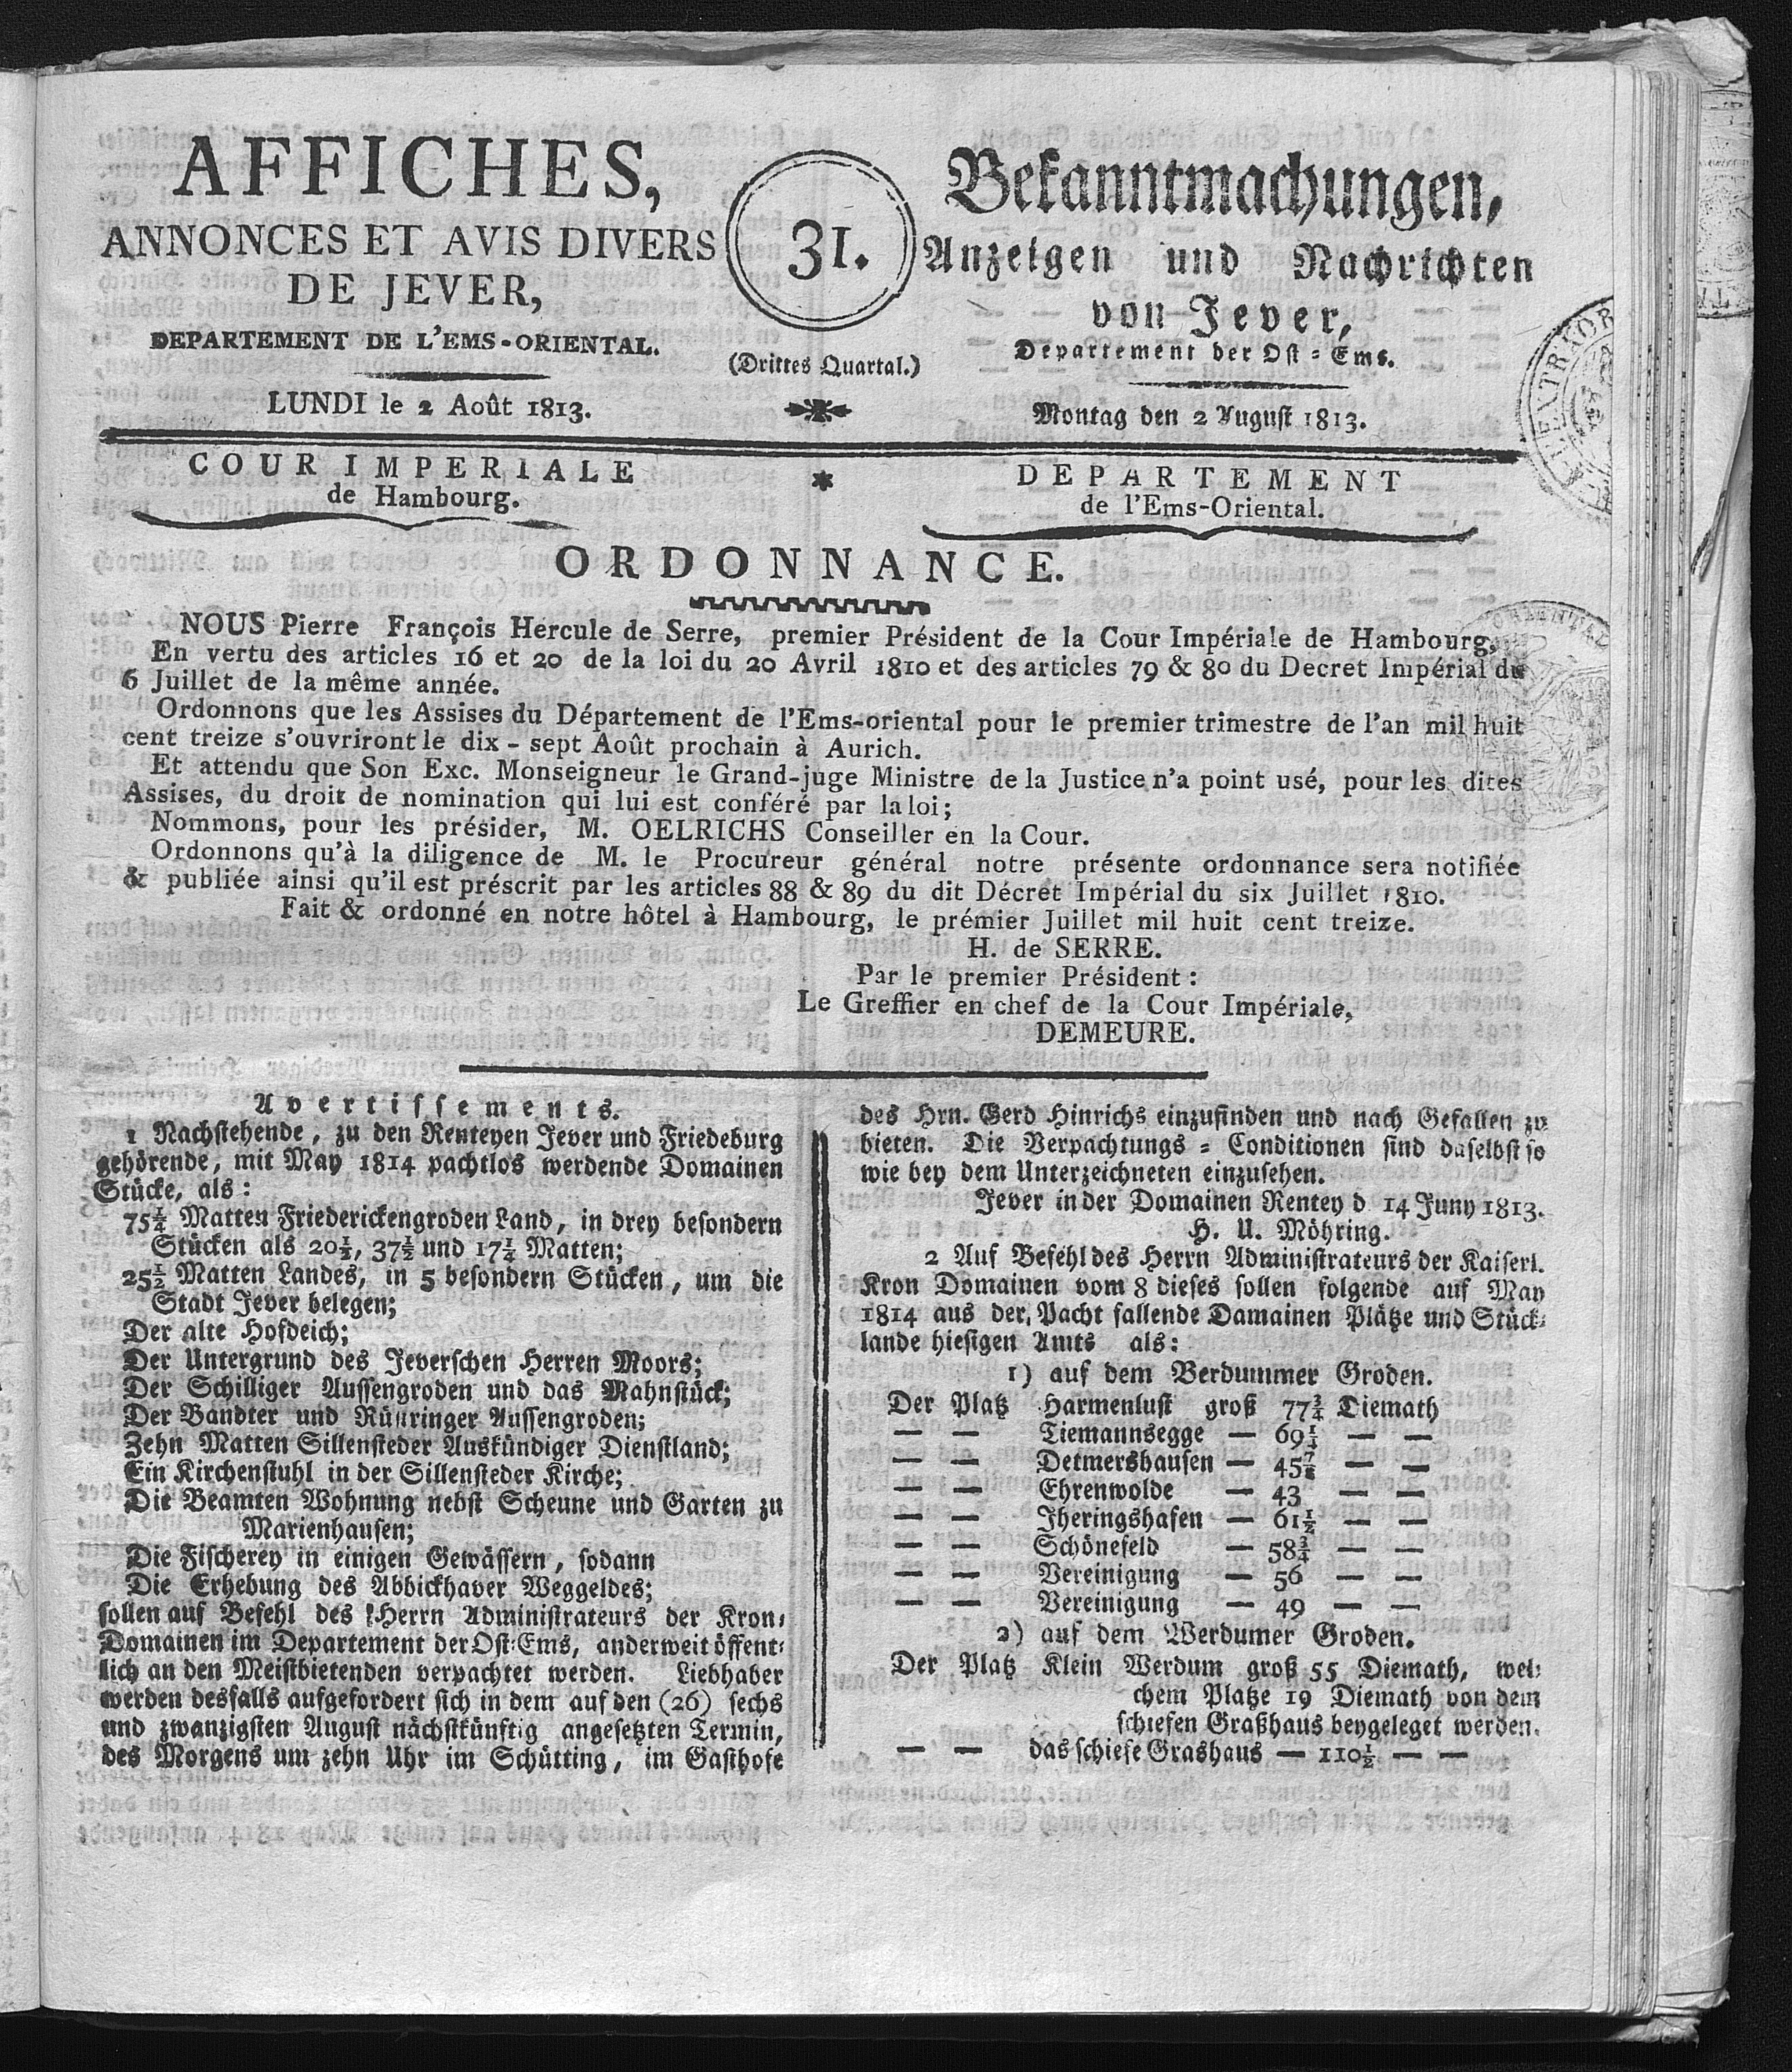 AFFICHES,
ANNONCES ET AVIS DIVERS
DE JEVER,
DEPARTEMENT DE L'EMS-ORIENTAL.
LUNDI le 2 Août 1813.
31.
(Drittes Quartal.)
Bekanntmachungen,
Anzeigen und Nachrichten
von Jever,
Departement der Ost = Ems.
Montag den 2 August 1813.
COUR IMPERIALE
de Hambourg.
*
DEPARTEMENT
de l'Ems-Oriental.
ORDONNANCE.
NOUS Pierre François Hercule de Serre, premier Président de la Cour Impériale de Hambourg,
En vertu des articles 16 et 20 de la loi du 20 Avril 1810 et des articles 79 & 80 du Decret Impérial du
6 Juillet de la même année.
Ordonnons que les Assises du Département de l'Ems-oriental pour le premier trimestre de l'an mil huit
cent treize s'ouvriront le dix - sept Août prochain à Aurich.
Et attendu que Son Exc. Monseigneur le Grand-juge Ministre de la Justice n'a point usé, pour les dites
Assises, du droit de nomination qui lui est conféré par la loi;
Nommons, pour les présider, M. OELRICHS Conseiller en la Cour.
Ordonnons qu'à la diligence de M. le Procureur général notre présente ordonnance sera notifiée
& publiée ainsi qu'il est préscrit par les articles 88 & 89 du dit Décret Impérial du six Juillet 1810.
Fait & ordonné en notre hôtel à Hambourg, le prémier Juillet mil huit cent treize.
H. de SERRE.
Par le premier Président :
Le Greffier en chef de la Cour Impériale,
DEMEURE.
Avertissements.
1 Nachstehende, zu den Renteyen Jever und Friedeburg
gehörende, mit May 1814 pachtlos werdende Domainen
Stücke, als:
75¼ Matten Friederickengroden Land, in drey besondern
Stücken als 20½, 37½ und 17¼ Matten;
25½ Matten Landes, in 5 besondern Stücken, um die
Stadt Jever belegen;
Der alte Hofdeich;
Der Untergrund des Jeverschen Herren Moors;
Der Schilliger Aussengroden und das Mahnstück;
Der Bandter und Rüstringer Aussengroden;
Zehn Matten Sillensteder Auskündiger Dienstland;
Ein Kirchenstuhl in der Sillensteder Kirche;
Die Beamten Wohnung nebst Scheune und Garten zu
Marienhausen;
Die Fischerey in einigen Gewässern, sodann
Die Erhebung des Abbickhaver Weggeldes;
sollen auf Befehl des Herrn Administrateurs der Kron=
Domainen im Departement der Ost=Ems, anderweit öffent=
lich an den Meistbietenden verpachtet werden. Liebhaber
werden desfalls aufgefordert sich in dem auf den (26) sechs
und zwanzigsten August nächstkünftig angesetzten Termin,
des Morgens um zehn Uhr im Schütting, im Gasthofe
des Hrn. Gerd Hinrichs einzufinden und nach Gefallen zu
bieten. Die Verpachtungs = Conditionen sind daselbst so
wie bey dem Unterzeichneten einzusehen.
Jever in der Domainen Rentey d 14 Juny 1813.
H. U. Möhring.
2 Auf Befehl des Herrn Administrateurs der Kaiserl.
Kron Domainen vom 8 dieses sollen folgende auf May
1814 aus der Pacht fallende Damainen Plätze und Stück=
lande hiesigen Amts als:
1) auf dem Berdummer Groden.
Der Platz Harmenlust groß 77¾ Diemath
— — Tiemannsegge — 69¼ — —
— — Detmershausen — 45⅞ — —
— — Ehrenwolde — 43 — —
— — Iheringshafen — 61½ — —
— — Schönefeld — 58¾ — —
— — Vereinigung — 56 — —
— — Vereinigung — 49 — —
2) auf dem Werdumer Groden.
Der Platz Klein Werdum groß 55 Diemath, wel=
chem Platze 19 Diemath von dem
schiefen Graßhaus beygeleget werden.
— — das schiefe Grashaus — 110½ — —